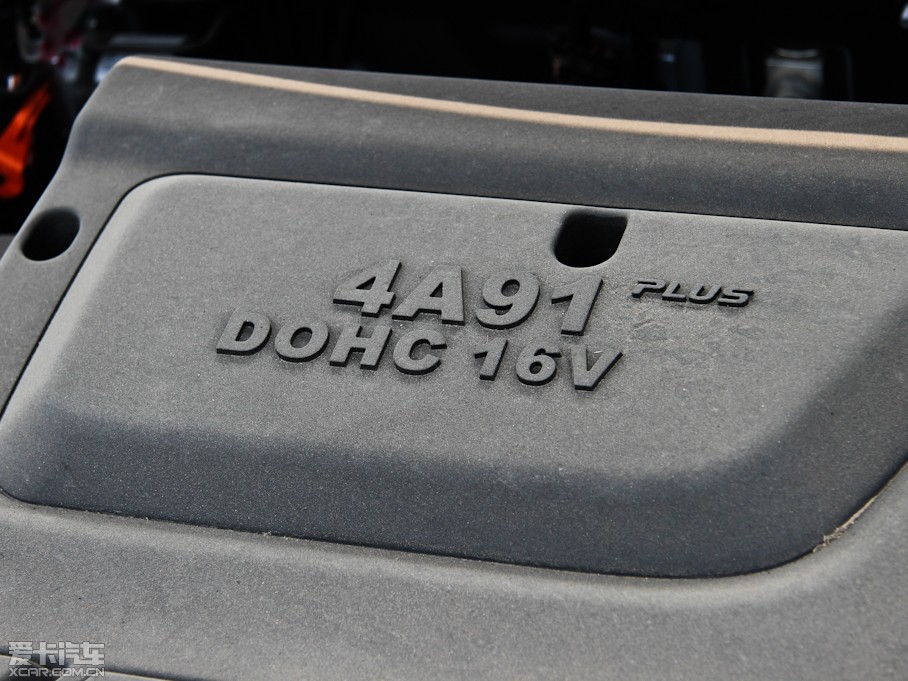 4A91 PLUS
DOHC 16V
爱卡汽车
XCAR.COM.CN